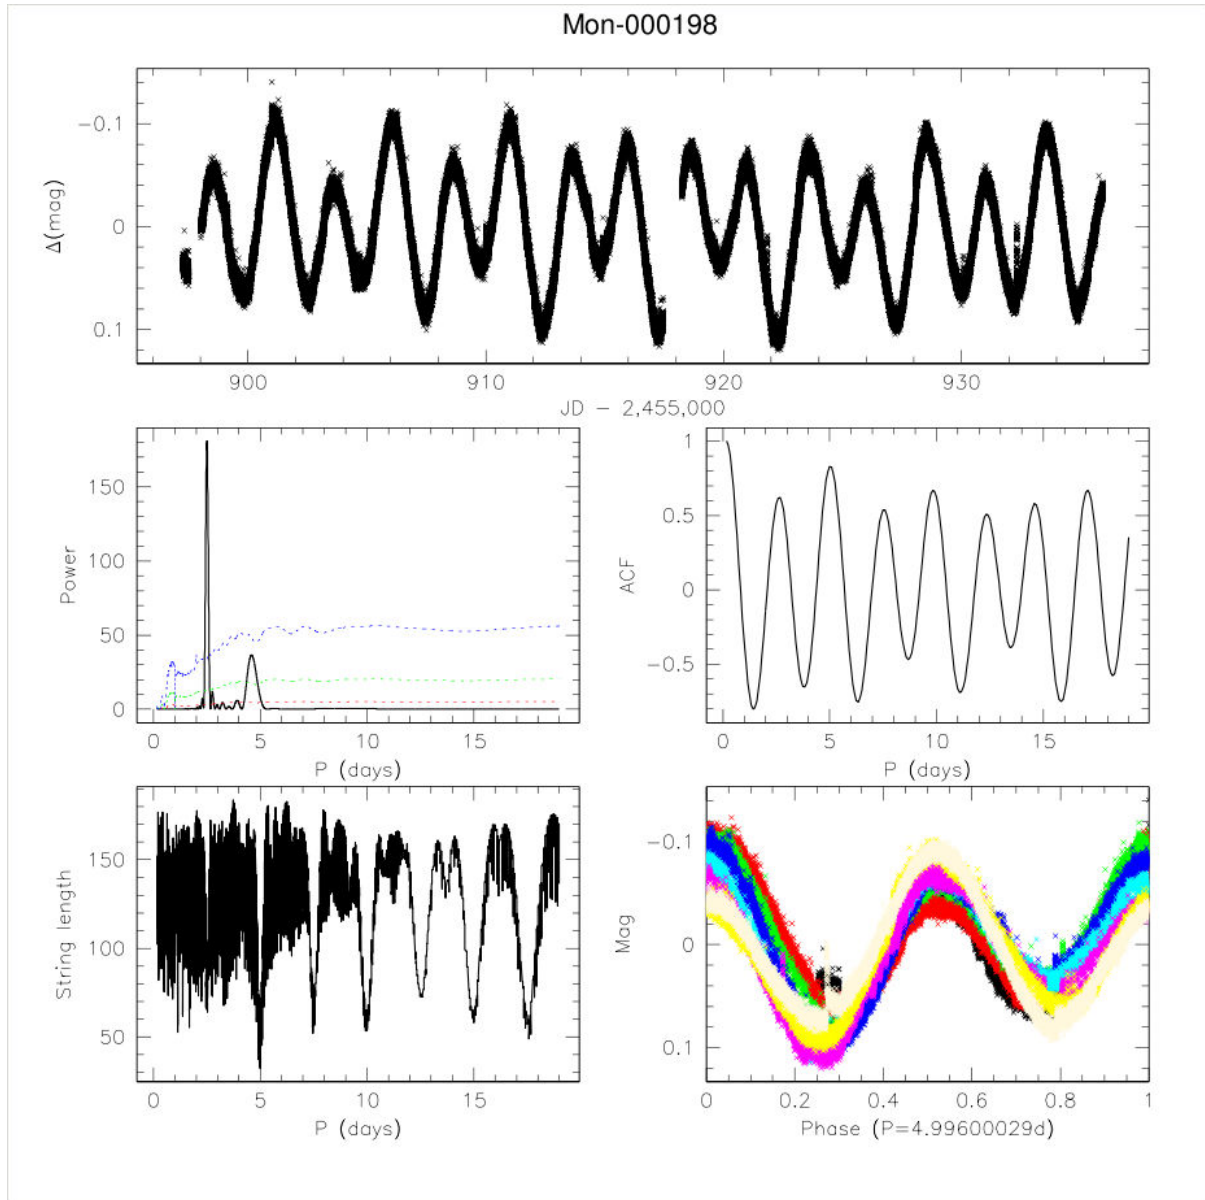 Mon-000198
-0.1
0
0.1
Δ(mag)
900 910 920 930
JD - 2,455,000
150
100
50
0
Power
0 5 10 15
P (days)
1
0.5
0
-0.5
ACF
0 5 10 15
P (days)
150
100
50
String length
0 5 10 15
P (days)
-0.1
0
0.1
Mag
0 0.2 0.4 0.6 0.8 1
Phase (P=4.99600029d)